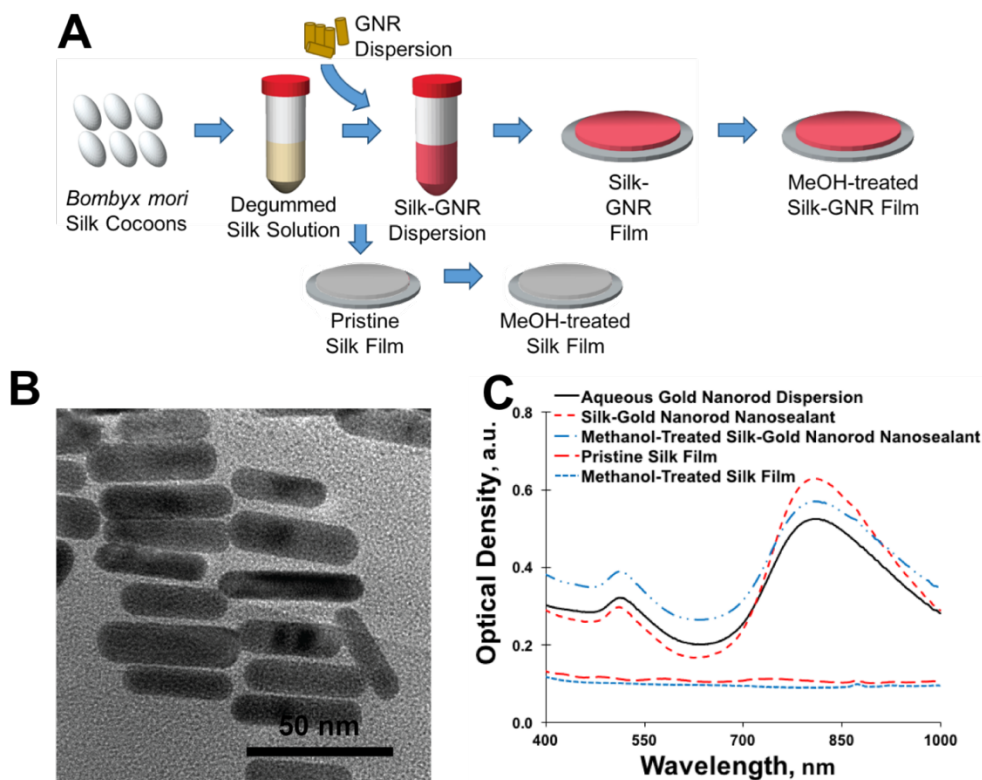 A
GNR
Dispersion
Bombyx mori
Silk Cocoons
Degummed
Silk Solution
Silk-GNR
Dispersion
Silk-
GNR
Film
MeOH-treated
Silk-GNR Film
Pristine
Silk Film
MeOH-treated
Silk Film
B
50 nm
C
Aqueous Gold Nanorod Dispersion
Silk-Gold Nanorod Nanosealant
Methanol-Treated Silk-Gold Nanorod Nanosealant
Pristine Silk Film
Methanol-Treated Silk Film
Optical Density, a.u.
0.8
0.6
0.4
0.2
0.0
400 550 700 850 1000
Wavelength, nm